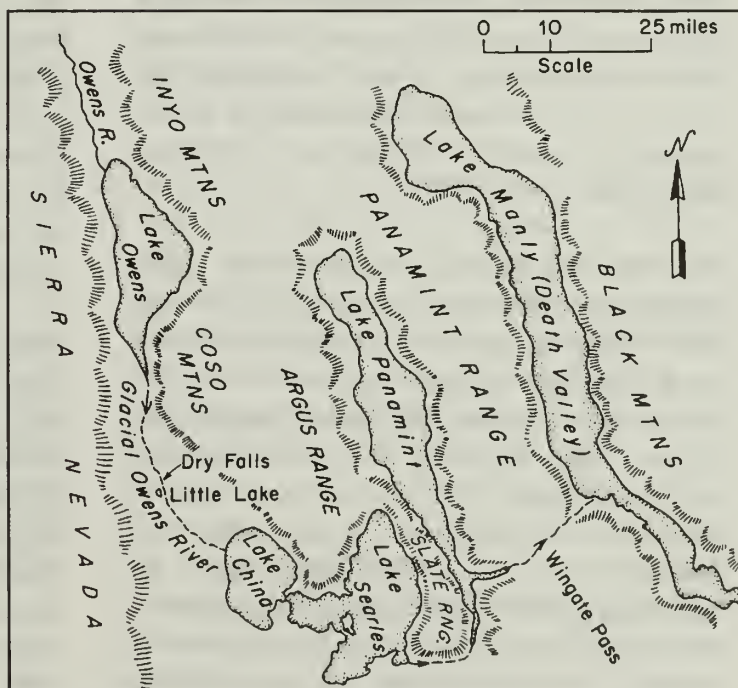 0 10 25 miles
Scale
N
Owens R.
INYO MTNS
Lake Owens
SIERRA NEVADA
COSO MTNS
Glacial Owens River
Dry Falls
Little Lake
Lake China
ARGUS RANGE
Lake Panamint
PANAMINT RANGE
Lake Manly (Death Valley)
BLACK MTNS
Lake Searles
SLATE RNG.
Wingate Pass